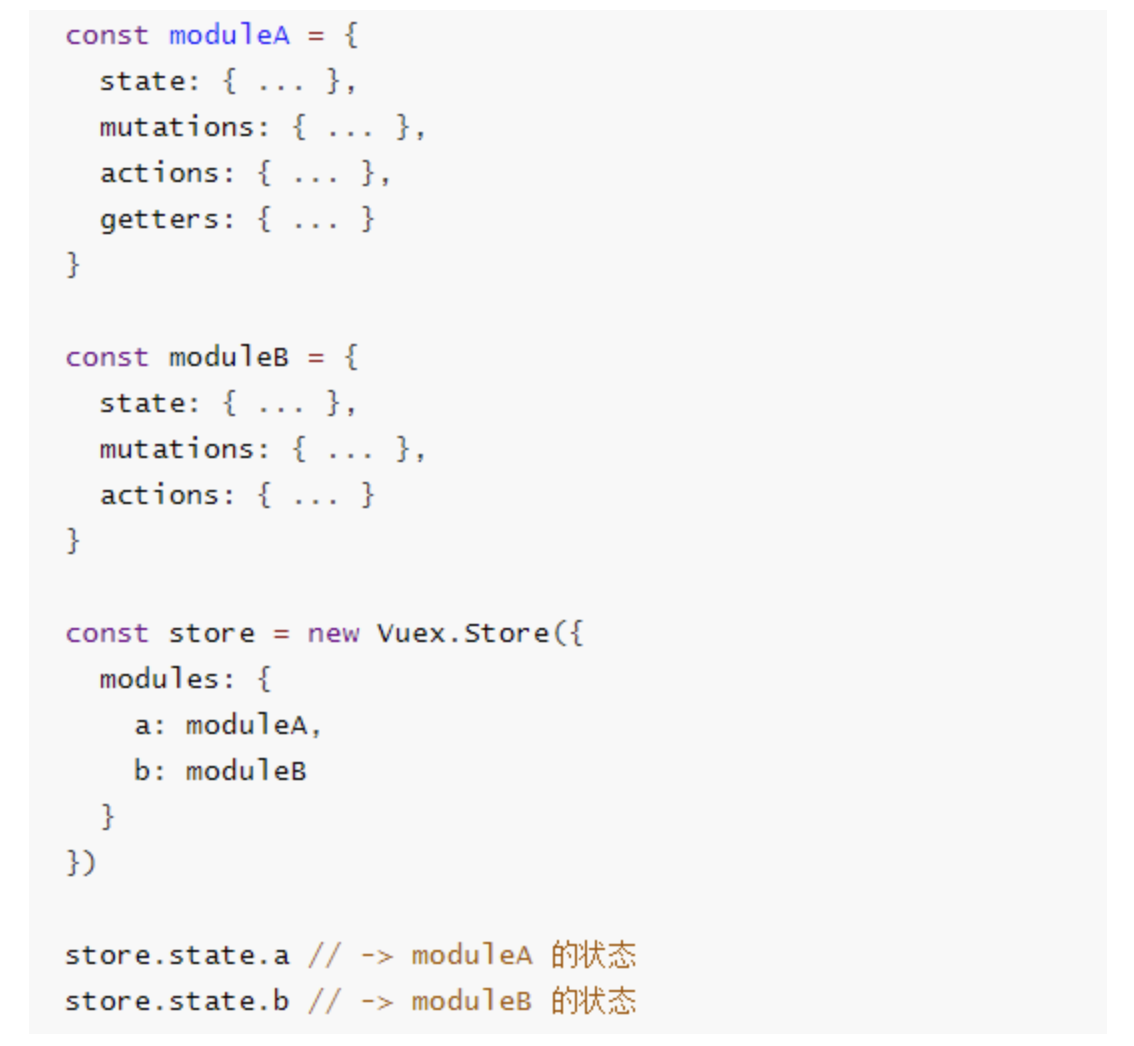 const moduleA = {
  state: { ... },
  mutations: { ... },
  actions: { ... },
  getters: { ... }
}

const moduleB = {
  state: { ... },
  mutations: { ... },
  actions: { ... }
}

const store = new Vuex.Store({
  modules: {
    a: moduleA,
    b: moduleB
  }
})

store.state.a // -> moduleA 的状态
store.state.b // -> moduleB 的状态